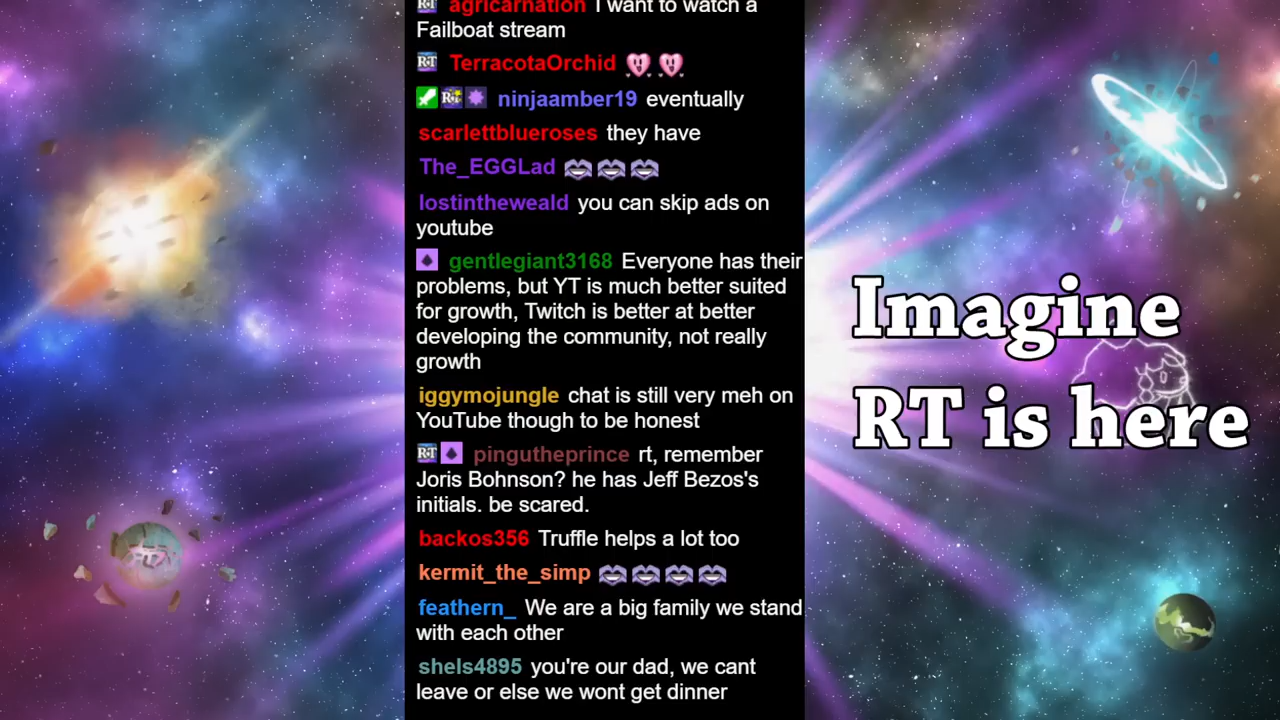 RT agricarnation I want to watch a
Failboat stream
RT TerracotaOrchid
RT ninjaamber19 eventually
scarlettblueroses they have
The_EGGLad
lostintheweald you can skip ads on
youtube
gentlegiant3168 Everyone has their
problems, but YT is much better suited
for growth, Twitch is better at better
developing the community, not really
growth
iggymojungle chat is still very meh on
YouTube though to be honest
RT pingutheprince rt, remember
Joris Bohnson? he has Jeff Bezos's
initials. be scared.
backos356 Truffle helps a lot too
kermit_the_simp
feathern_ We are a big family we stand
with each other
shels4895 you're our dad, we cant
leave or else we wont get dinner
Imagine
RT is here